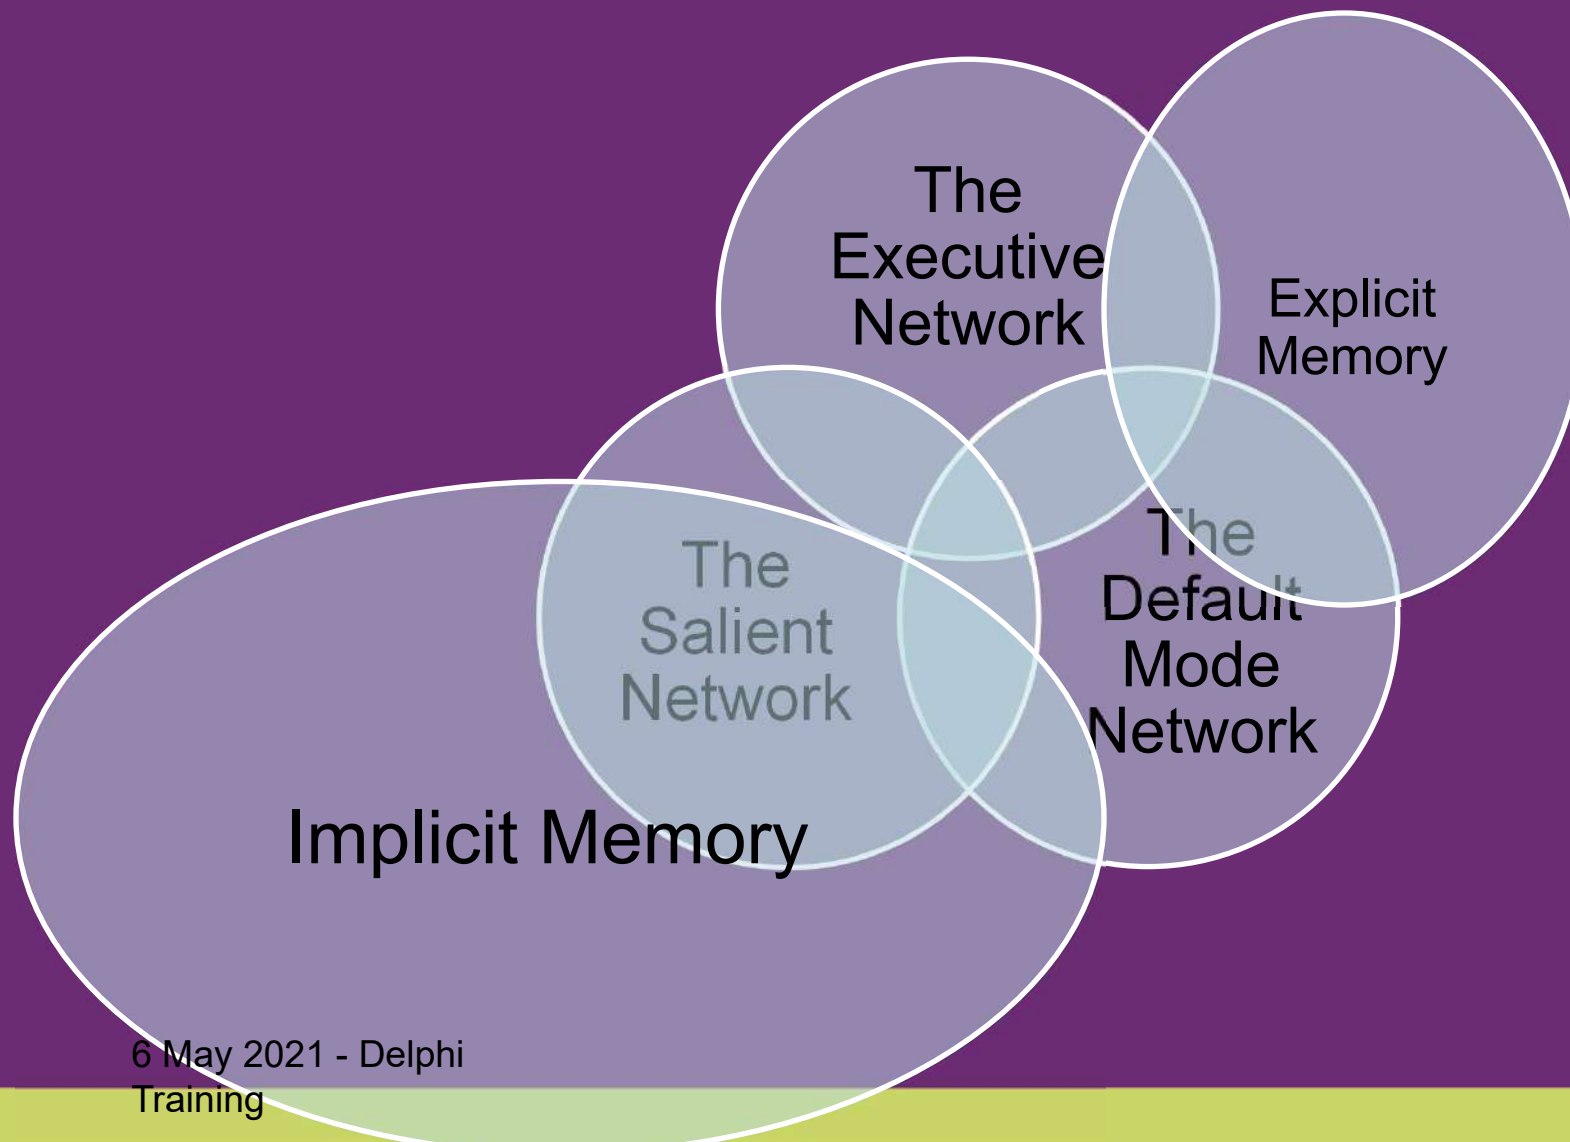 The
Executive
Network
Explicit
Memory
The
Salient
Network
The
Default
Mode
Network
Implicit Memory
6 May 2021 - Delphi
Training